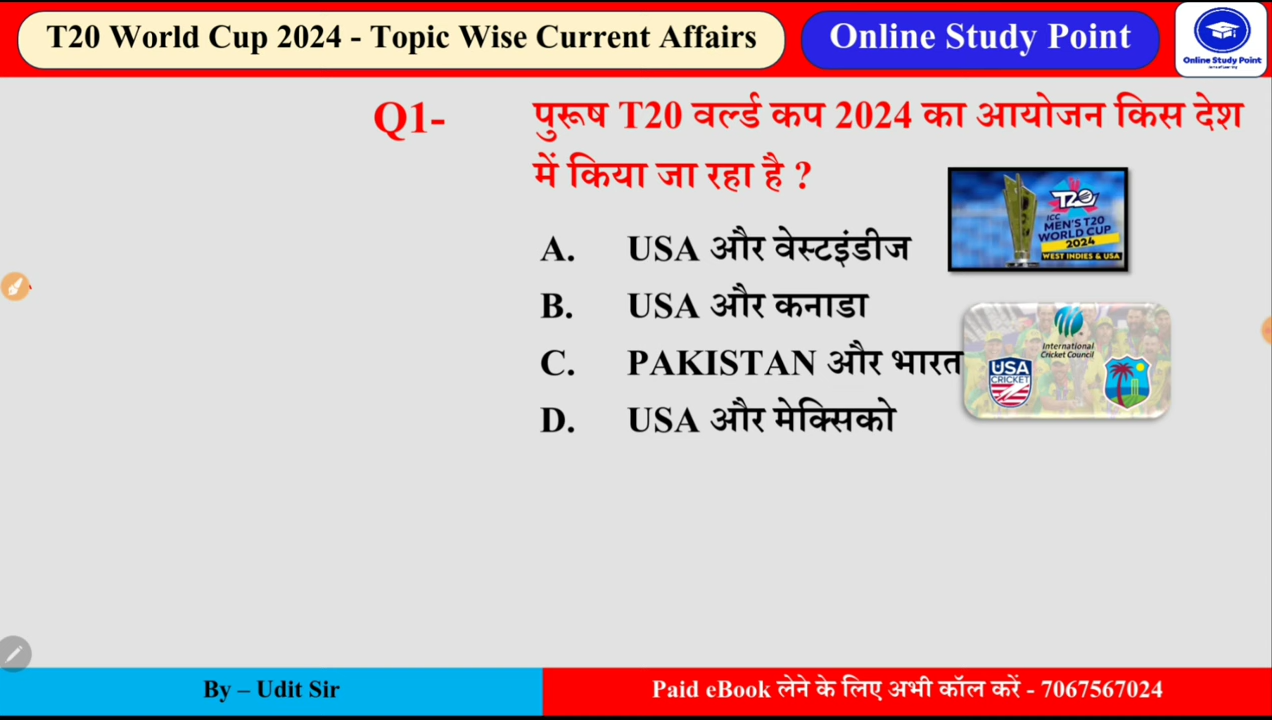 T20 World Cup 2024 - Topic Wise Current Affairs
Online Study Point
Online Study Point
Q1- पुरूष T20 वर्ल्ड कप 2024 का आयोजन किस देश
में किया जा रहा है ?
A. USA और वेस्टइंडीज
B. USA और कनाडा
C. PAKISTAN और भारत
D. USA और मेक्सिको
T20
ICC
MEN'S T20
WORLD CUP
2024
WEST INDIES & USA
ICC
International
Cricket Council
USA
CRICKET
By – Udit Sir
Paid eBook लेने के लिए अभी कॉल करें - 7067567024